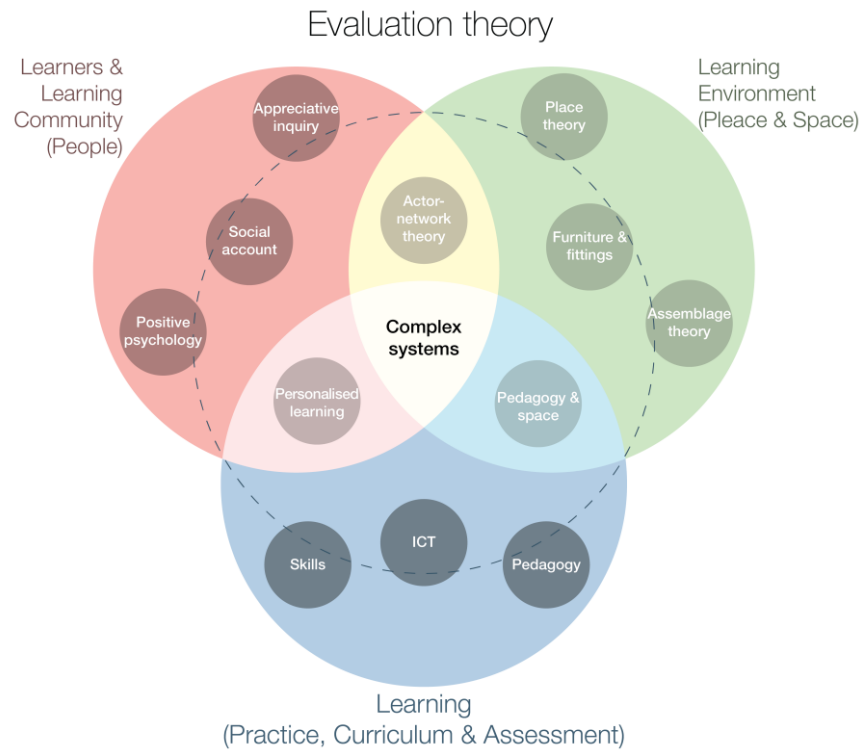 Evaluation theory
Learners &
Learning
Community
(People)
Learning
Environment
(Pleace & Space)
Appreciative
inquiry
Place
theory
Actor-
network
theory
Social
account
Furniture &
fittings
Positive
psychology
Assemblage
theory
Complex
systems
Personalised
learning
Pedagogy &
space
Skills
ICT
Pedagogy
Learning
(Practice, Curriculum & Assessment)